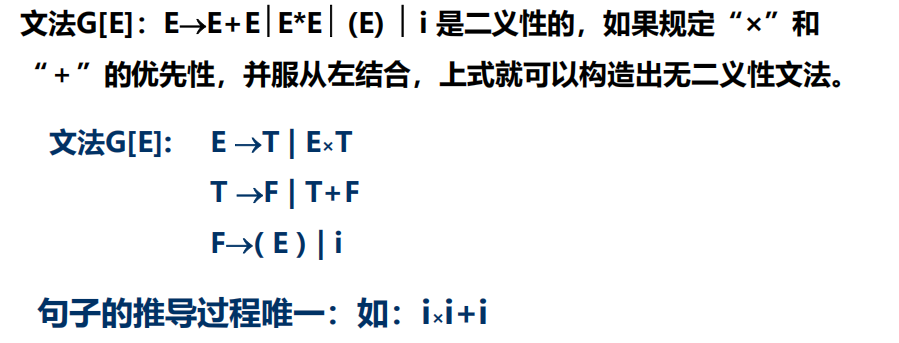 文法G[E]：E→E+E│E*E│(E) │i 是二义性的，如果规定“×”和
“+”的优先性，并服从左结合，上式就可以构造出无二义性文法。
文法G[E]: E →T | E×T
T →F | T+F
F→( E ) | i
句子的推导过程唯一：如：i×i+i